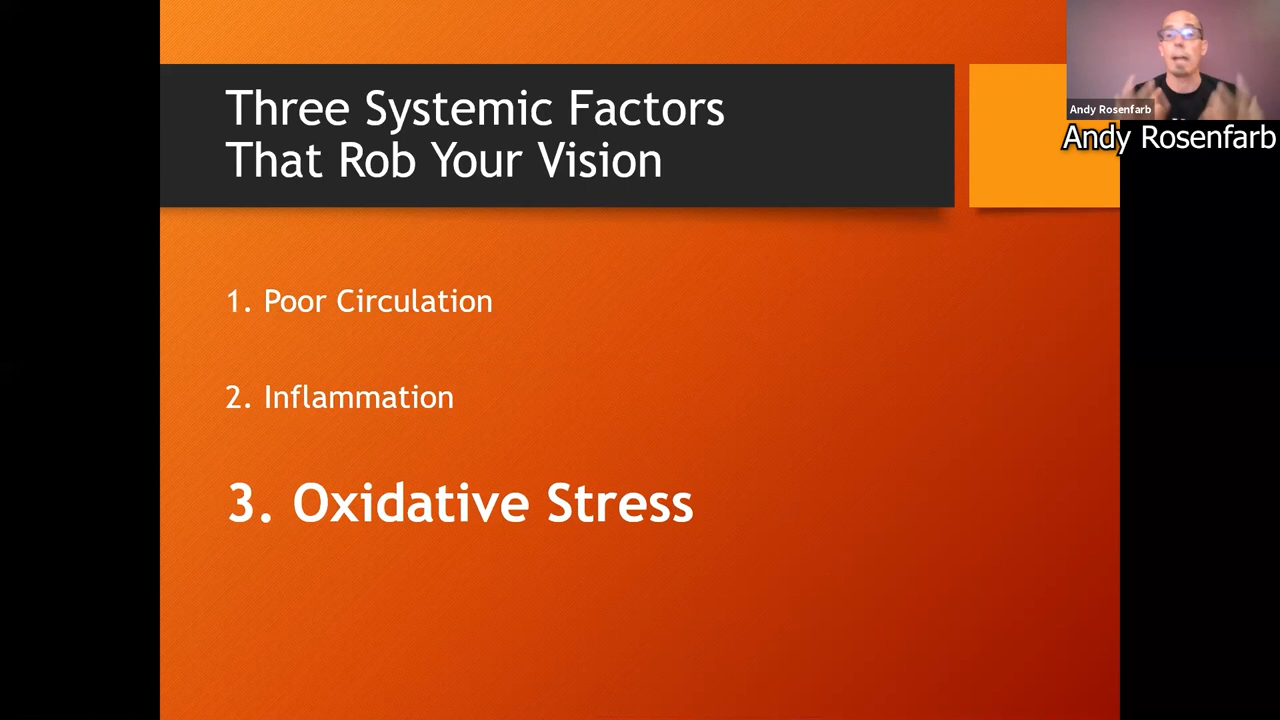 Three Systemic Factors
That Rob Your Vision
Andy Rosenfarb
Andy Rosenfarb
1. Poor Circulation
2. Inflammation
3. Oxidative Stress